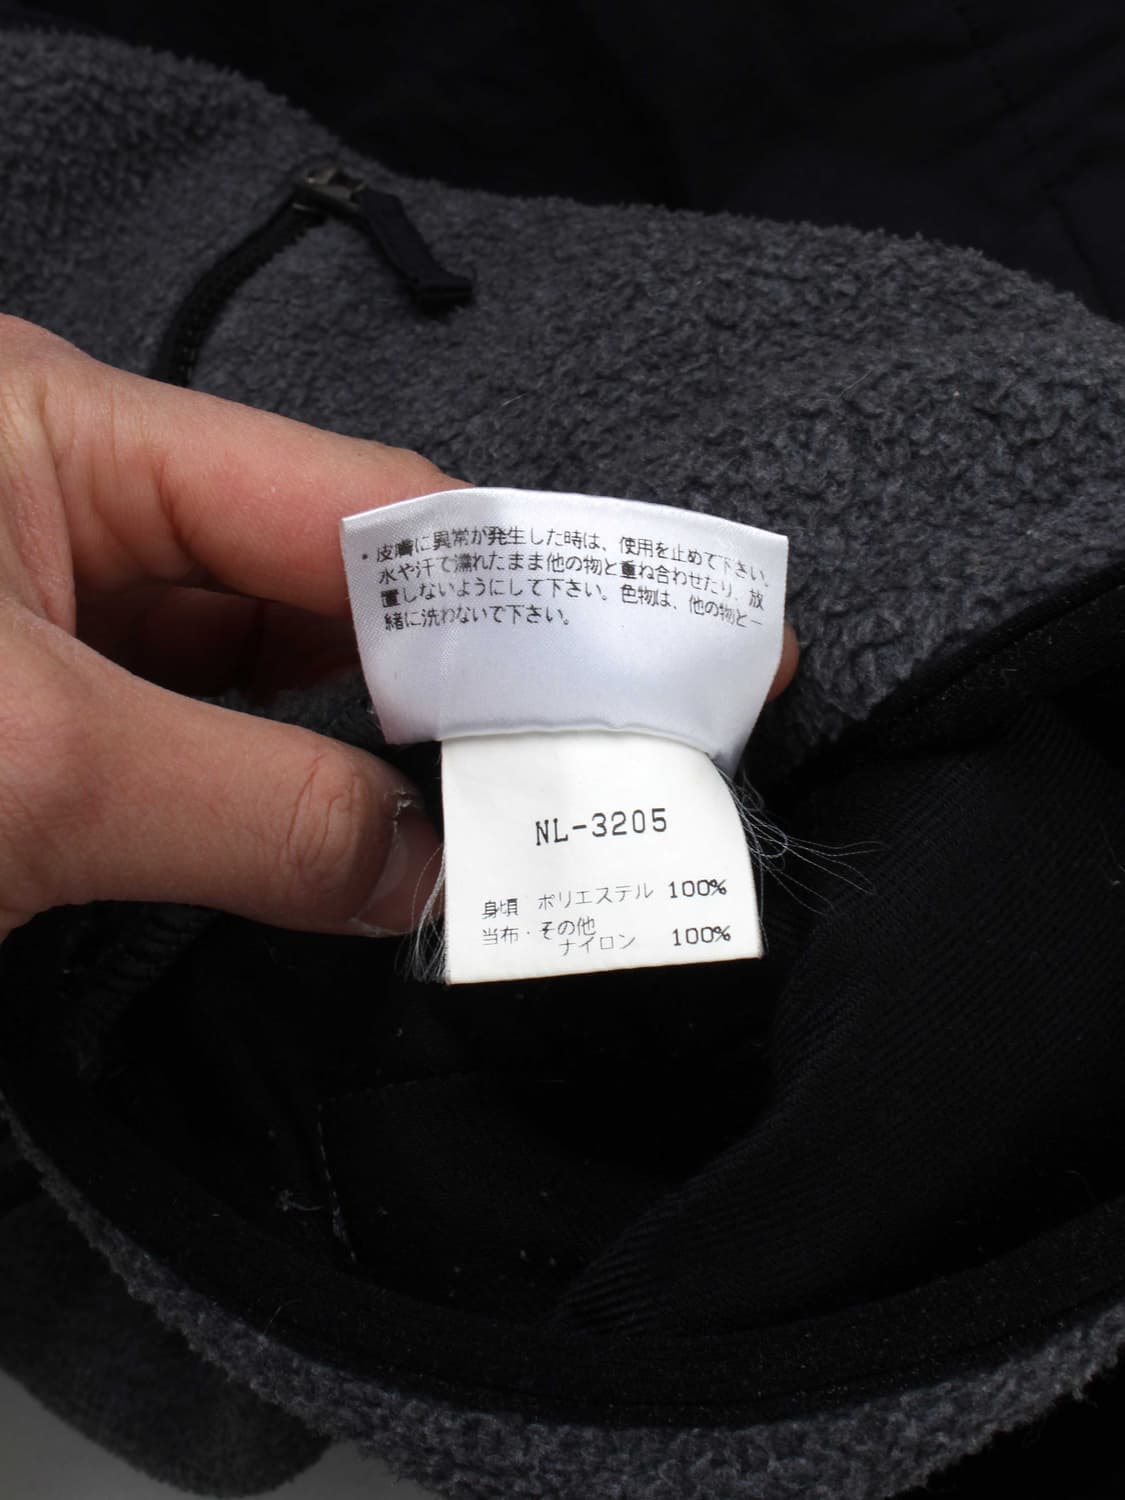 ・皮膚に異常が発生した時は、使用を止めて下さい。
水や汗で濡れたまま他の物と重ね合わせたり、放
置しないようにして下さい。色物は、他の物と一
緒に洗わないで下さい。
NL-3205
身頃 ポリエステル 100%
当布・その他
ナイロン 100%